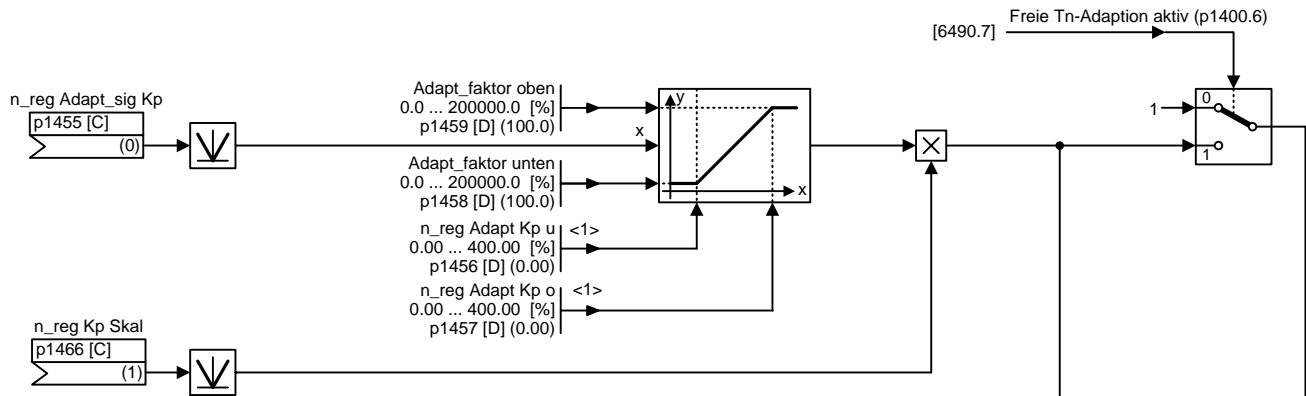 Freie Tn-Adaption aktiv (p1400.6)
[6490.7]
n_reg Adapt_sig Kp
p1455 [C]
(0)
Adapt_faktor oben
0.0 ... 200000.0 [%]
p1459 [D] (100.0)
x
Adapt_faktor unten
0.0 ... 200000.0 [%]
p1458 [D] (100.0)
y
x
0
1
1
n_reg Adapt Kp u <1>
0.00 ... 400.00 [%]
p1456 [D] (0.00)
n_reg Adapt Kp o <1>
0.00 ... 400.00 [%]
p1457 [D] (0.00)
n_reg Kp Skal
p1466 [C]
(1)